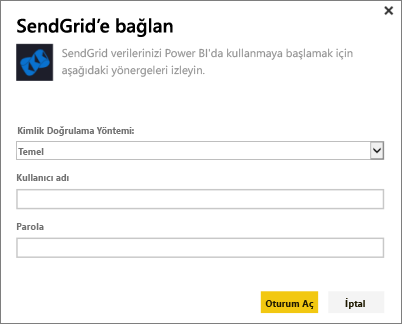 SendGrid’e bağlan
SendGrid verilerinizi Power BI'da kullanmaya başlamak için
aşağıdaki yönergeleri izleyin.
Kimlik Doğrulama Yöntemi:
Temel
Kullanıcı adı
Parola
Oturum Aç
İptal